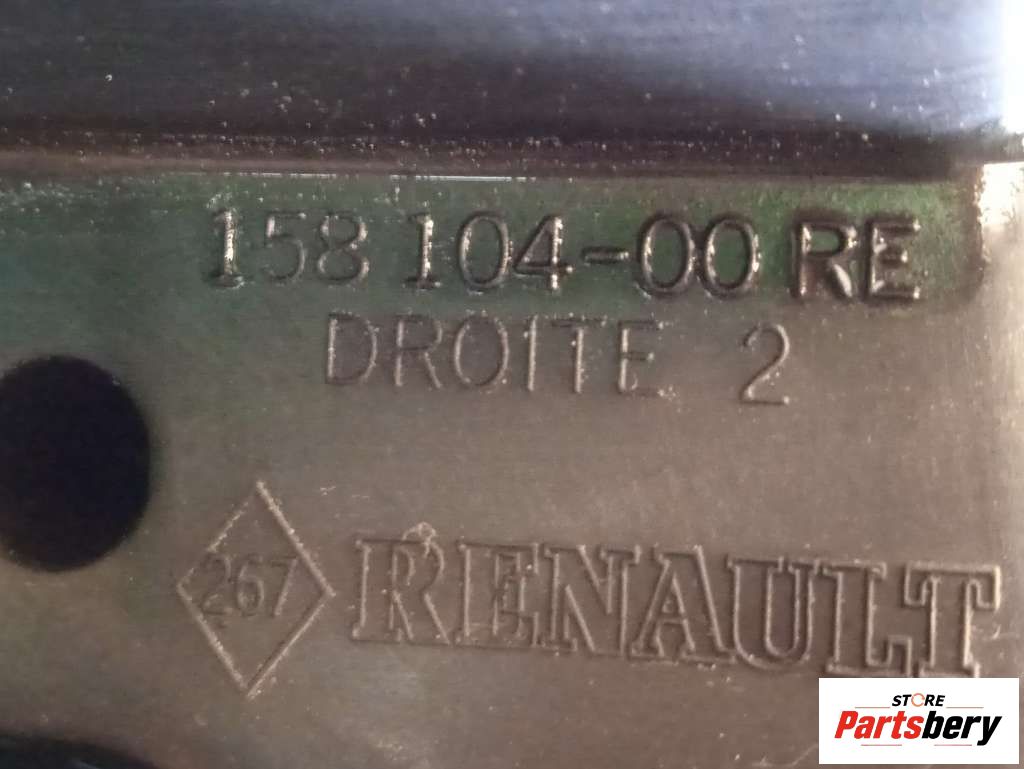 158 104-00 RE
DROITE 2
267 RENAULT
STORE
Partsbery